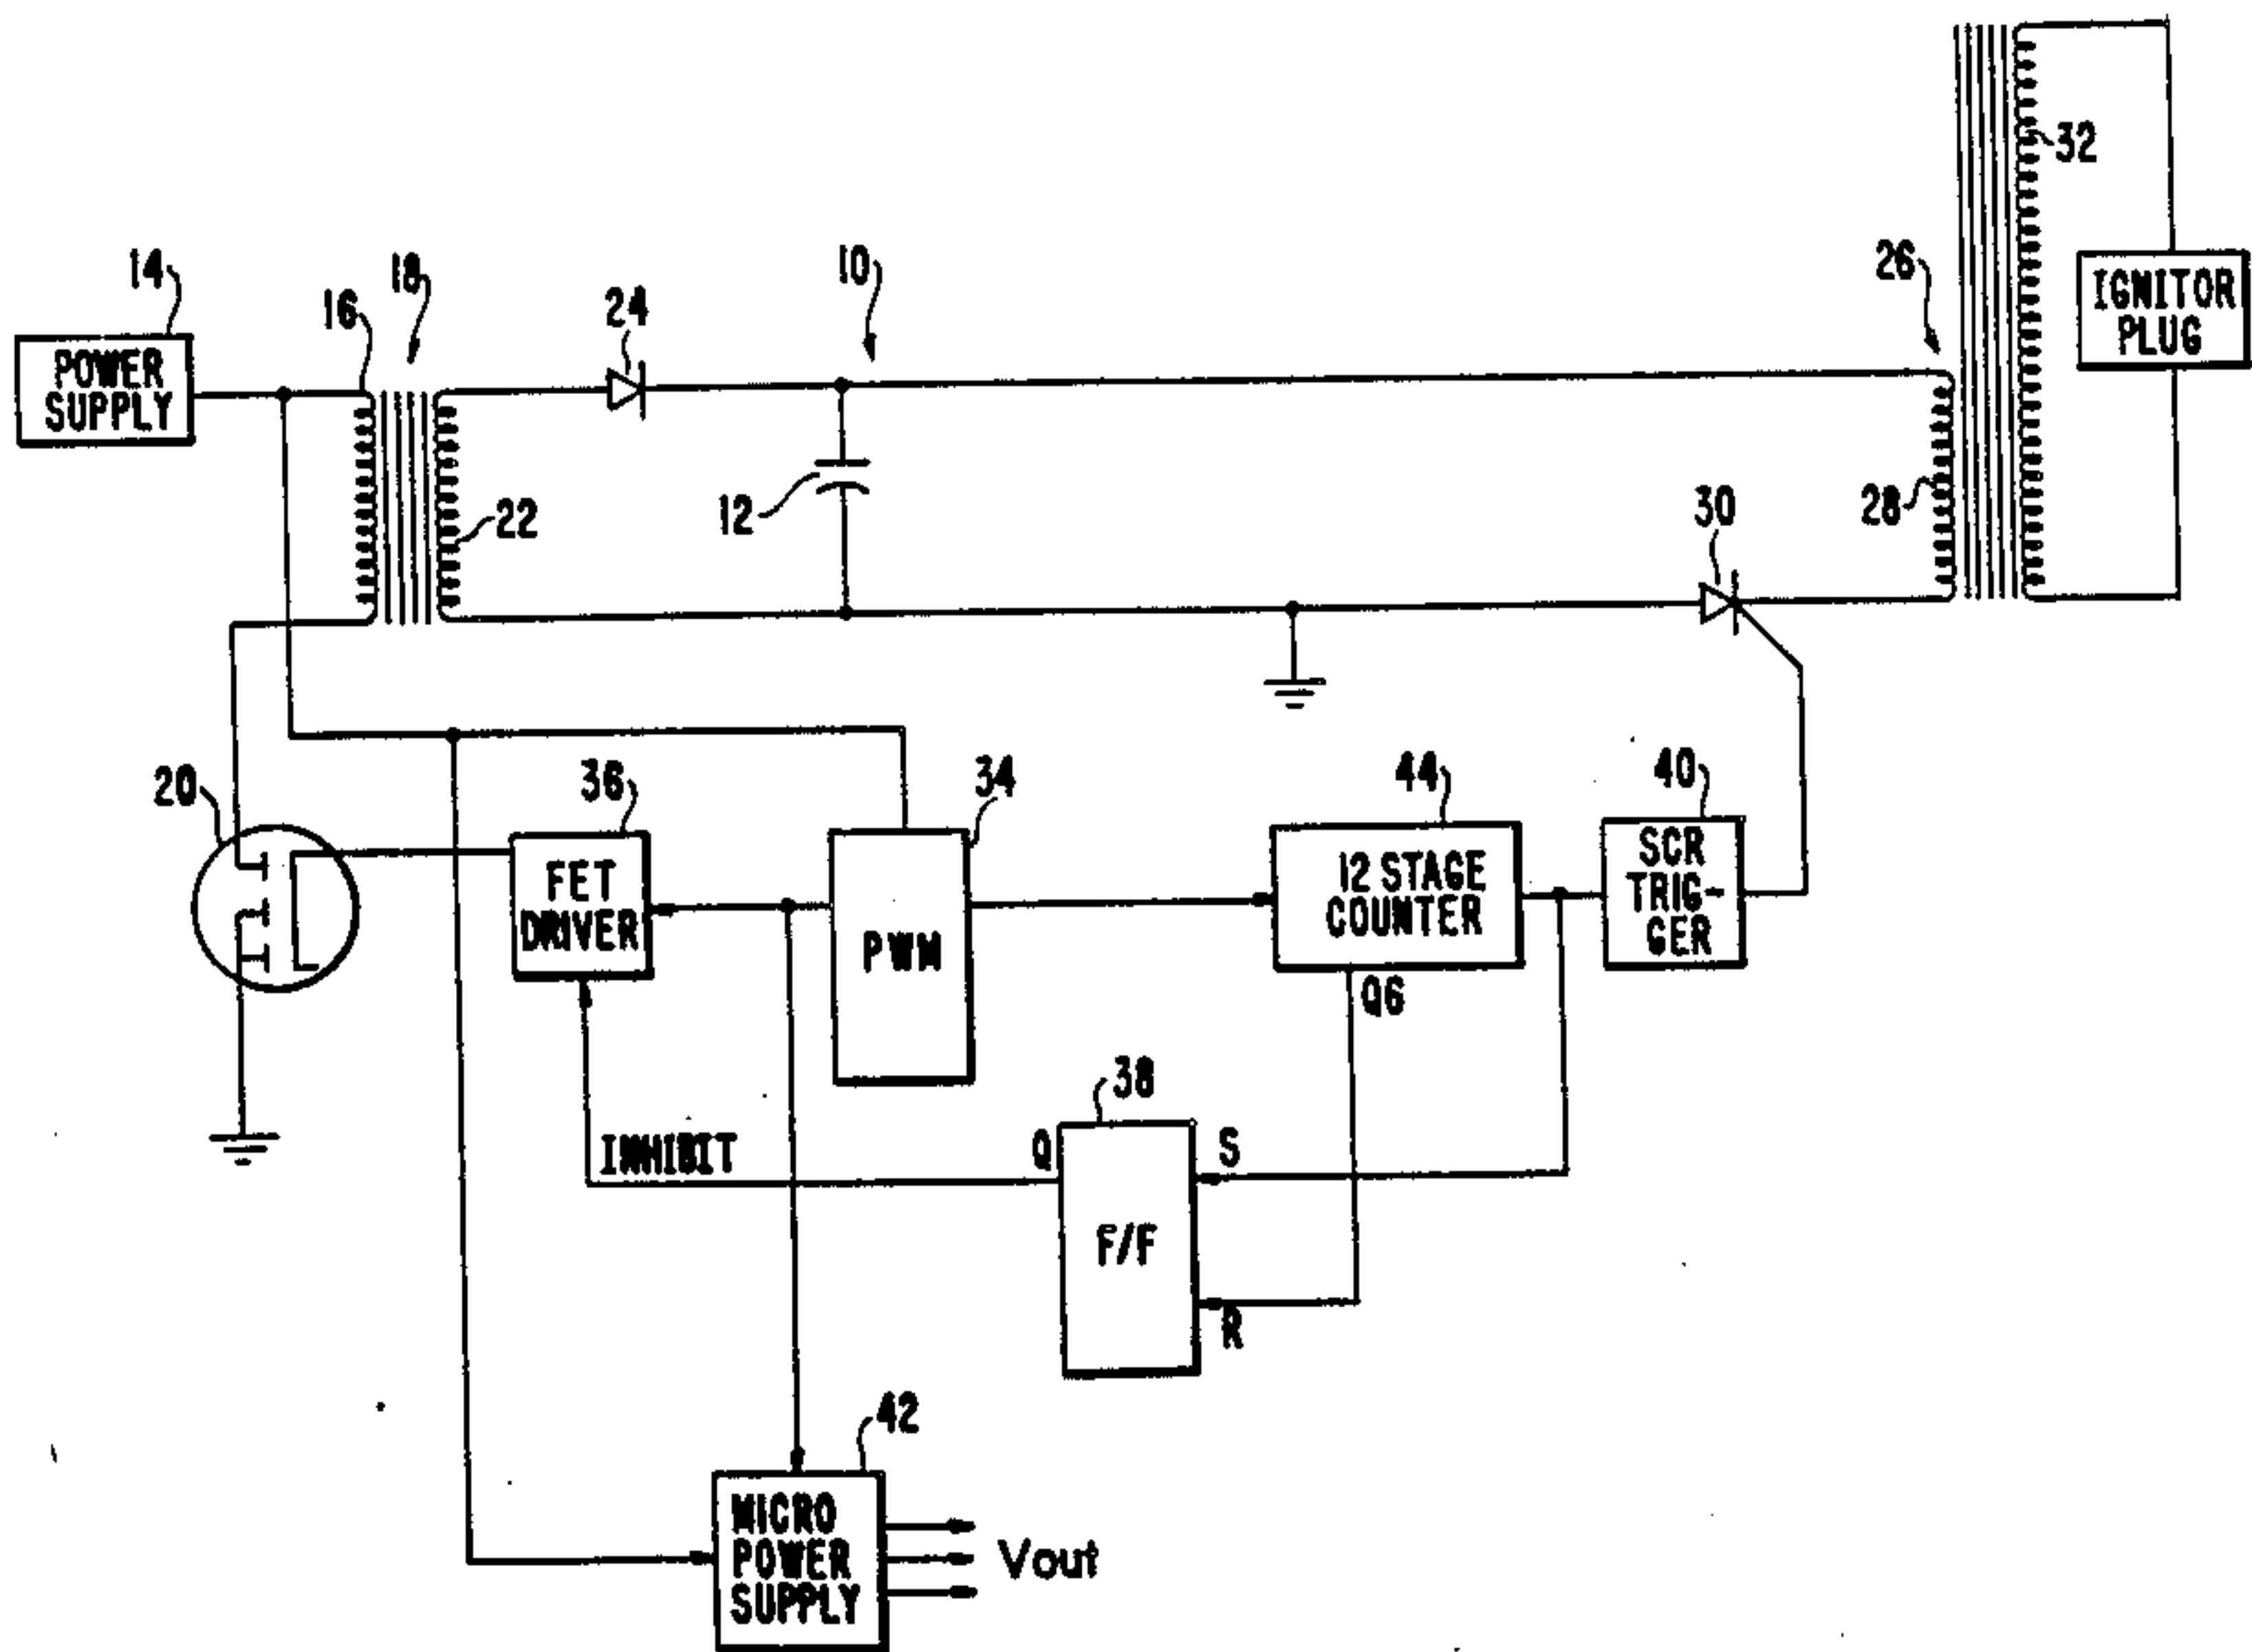 32
14
18
10
26
16
24
IGNITOR
PLUG
POWER
SUPPLY
22
12
30
28
20
36
34
44
40
FET
DRIVER
PWM
12 STAGE
COUNTER
SCR
TRIG-
GER
Q6
38
INHIBIT
Q
S
F/F
R
42
MICRO
POWER
SUPPLY
Vout